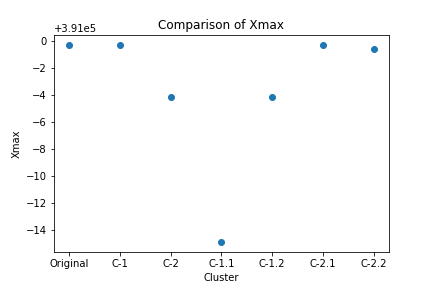 Comparison of Xmax
+3.91e5
0
−2
−4
−6
−8
−10
−12
−14
Xmax
Original C-1 C-2 C-1.1 C-1.2 C-2.1 C-2.2
Cluster